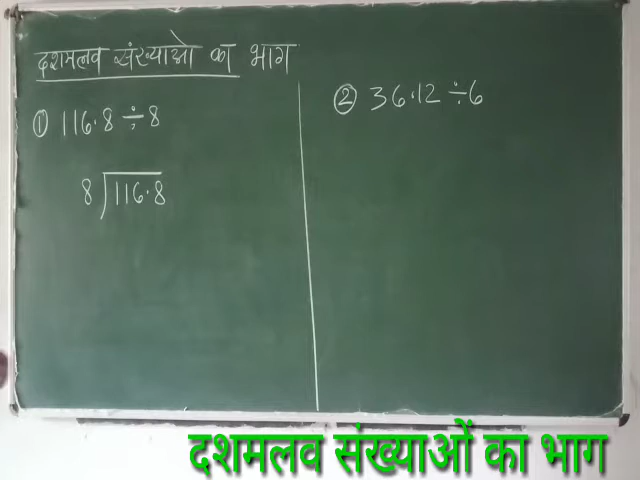 दशमलव संख्याओ का भाग
① 116.8 ÷ 8
8 116.8
② 36.12 ÷ 6
दशमलव संख्याओं का भाग